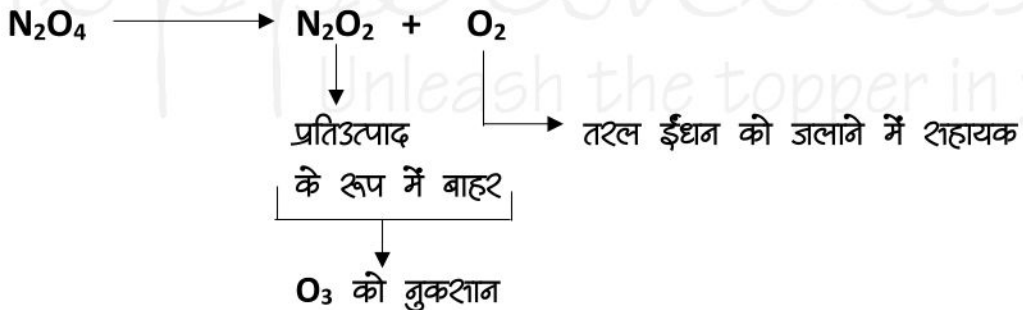 N₂O₄ N₂O₂ + O₂
Unleash the topper in
प्रतिउत्पाद तरल ईंधन को जलाने में सहायक
के रूप में बाहर
O₃ को नुकसान